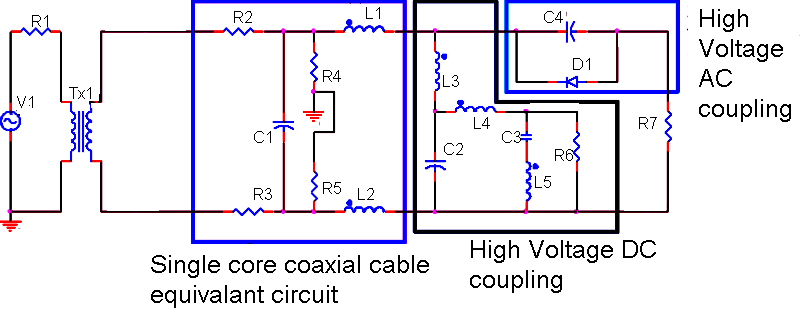 R1
V1
Tx1
R2
L1
R4
C1
R5
R3
L2
L3
L4
C2
C3
L5
R6
C4
D1
R7
High
Voltage
AC
coupling
High Voltage DC
coupling
Single core coaxial cable
equivalant circuit